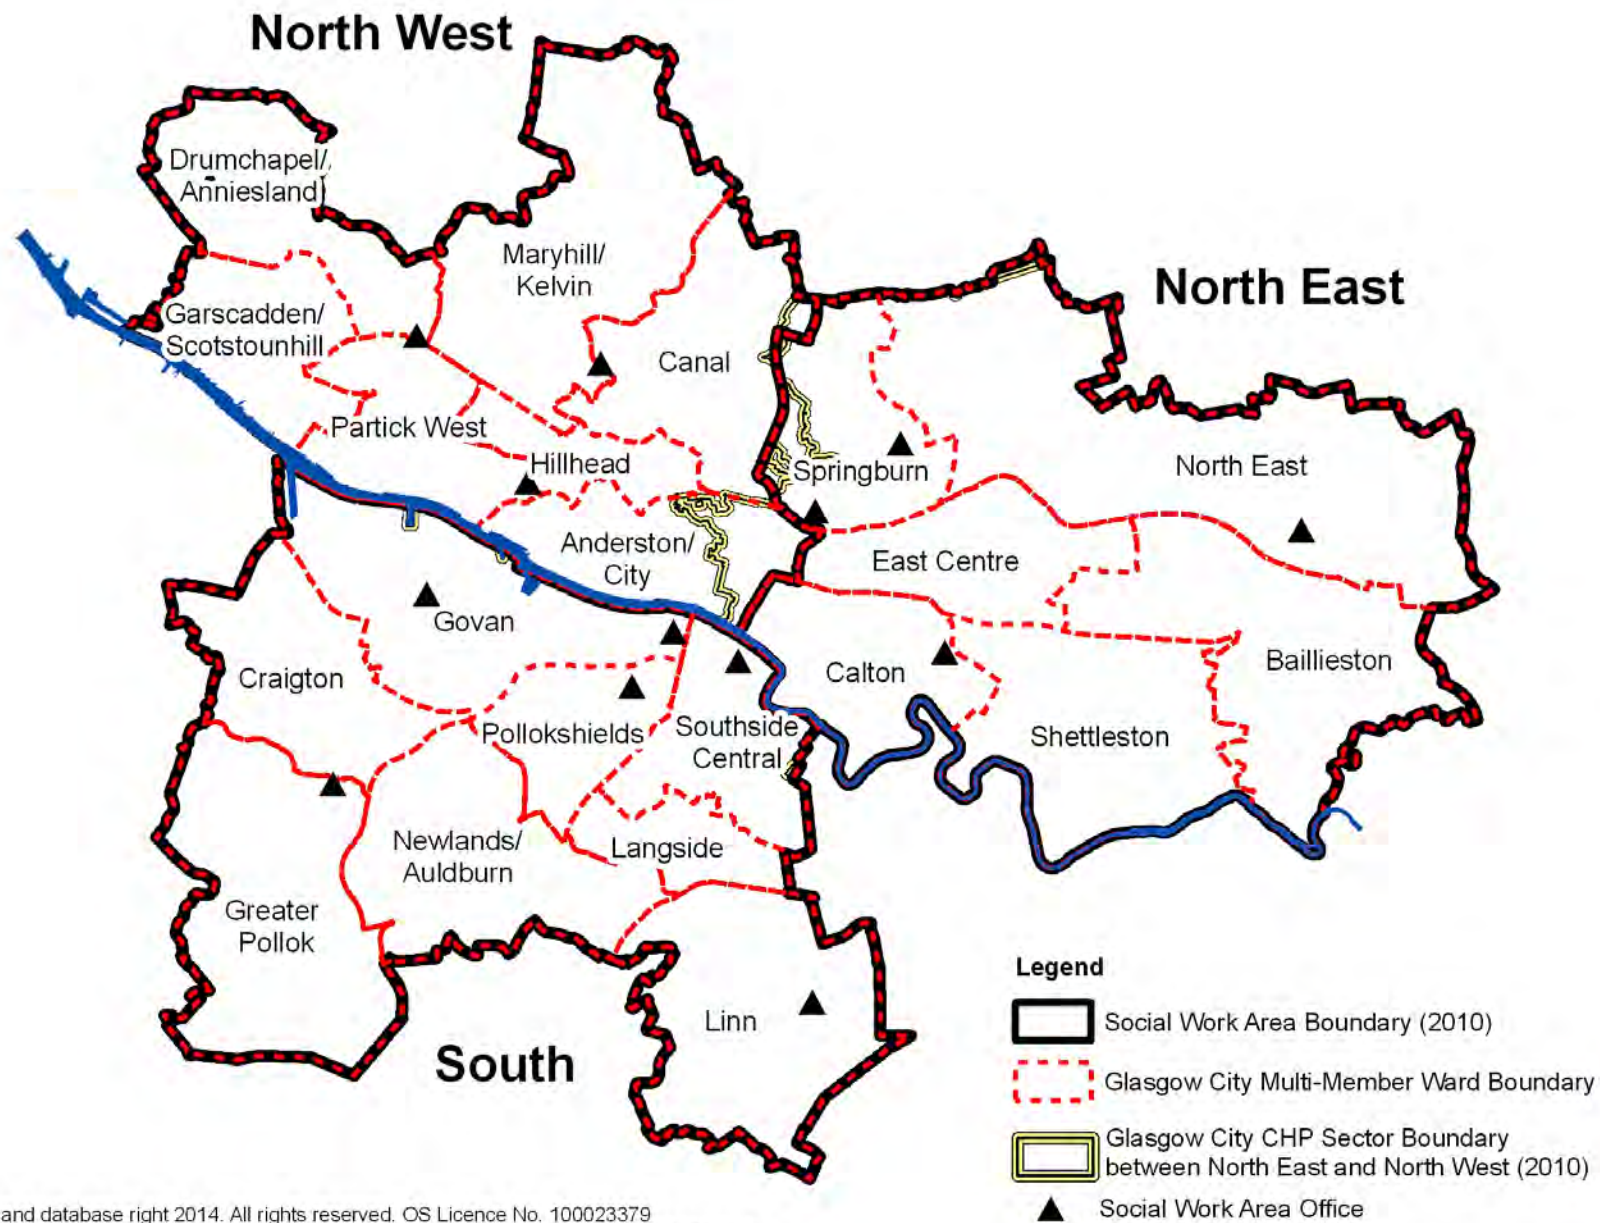 North West
Drumchapel/
Anniesland
Maryhill/
Kelvin
North East
Garscadden/
Scotstounhill
Canal
Partick West
Hillhead
Springburn
North East
Anderston/
City
East Centre
Govan
Craigton
Calton
Baillieston
Pollokshields
Southside
Central
Shettleston
Newlands/
Auldburn
Langside
Greater
Pollok
Linn
South
Legend
Social Work Area Boundary (2010)
Glasgow City Multi-Member Ward Boundary
Glasgow City CHP Sector Boundary
between North East and North West (2010)
Social Work Area Office
and database right 2014. All rights reserved. OS Licence No. 100023379